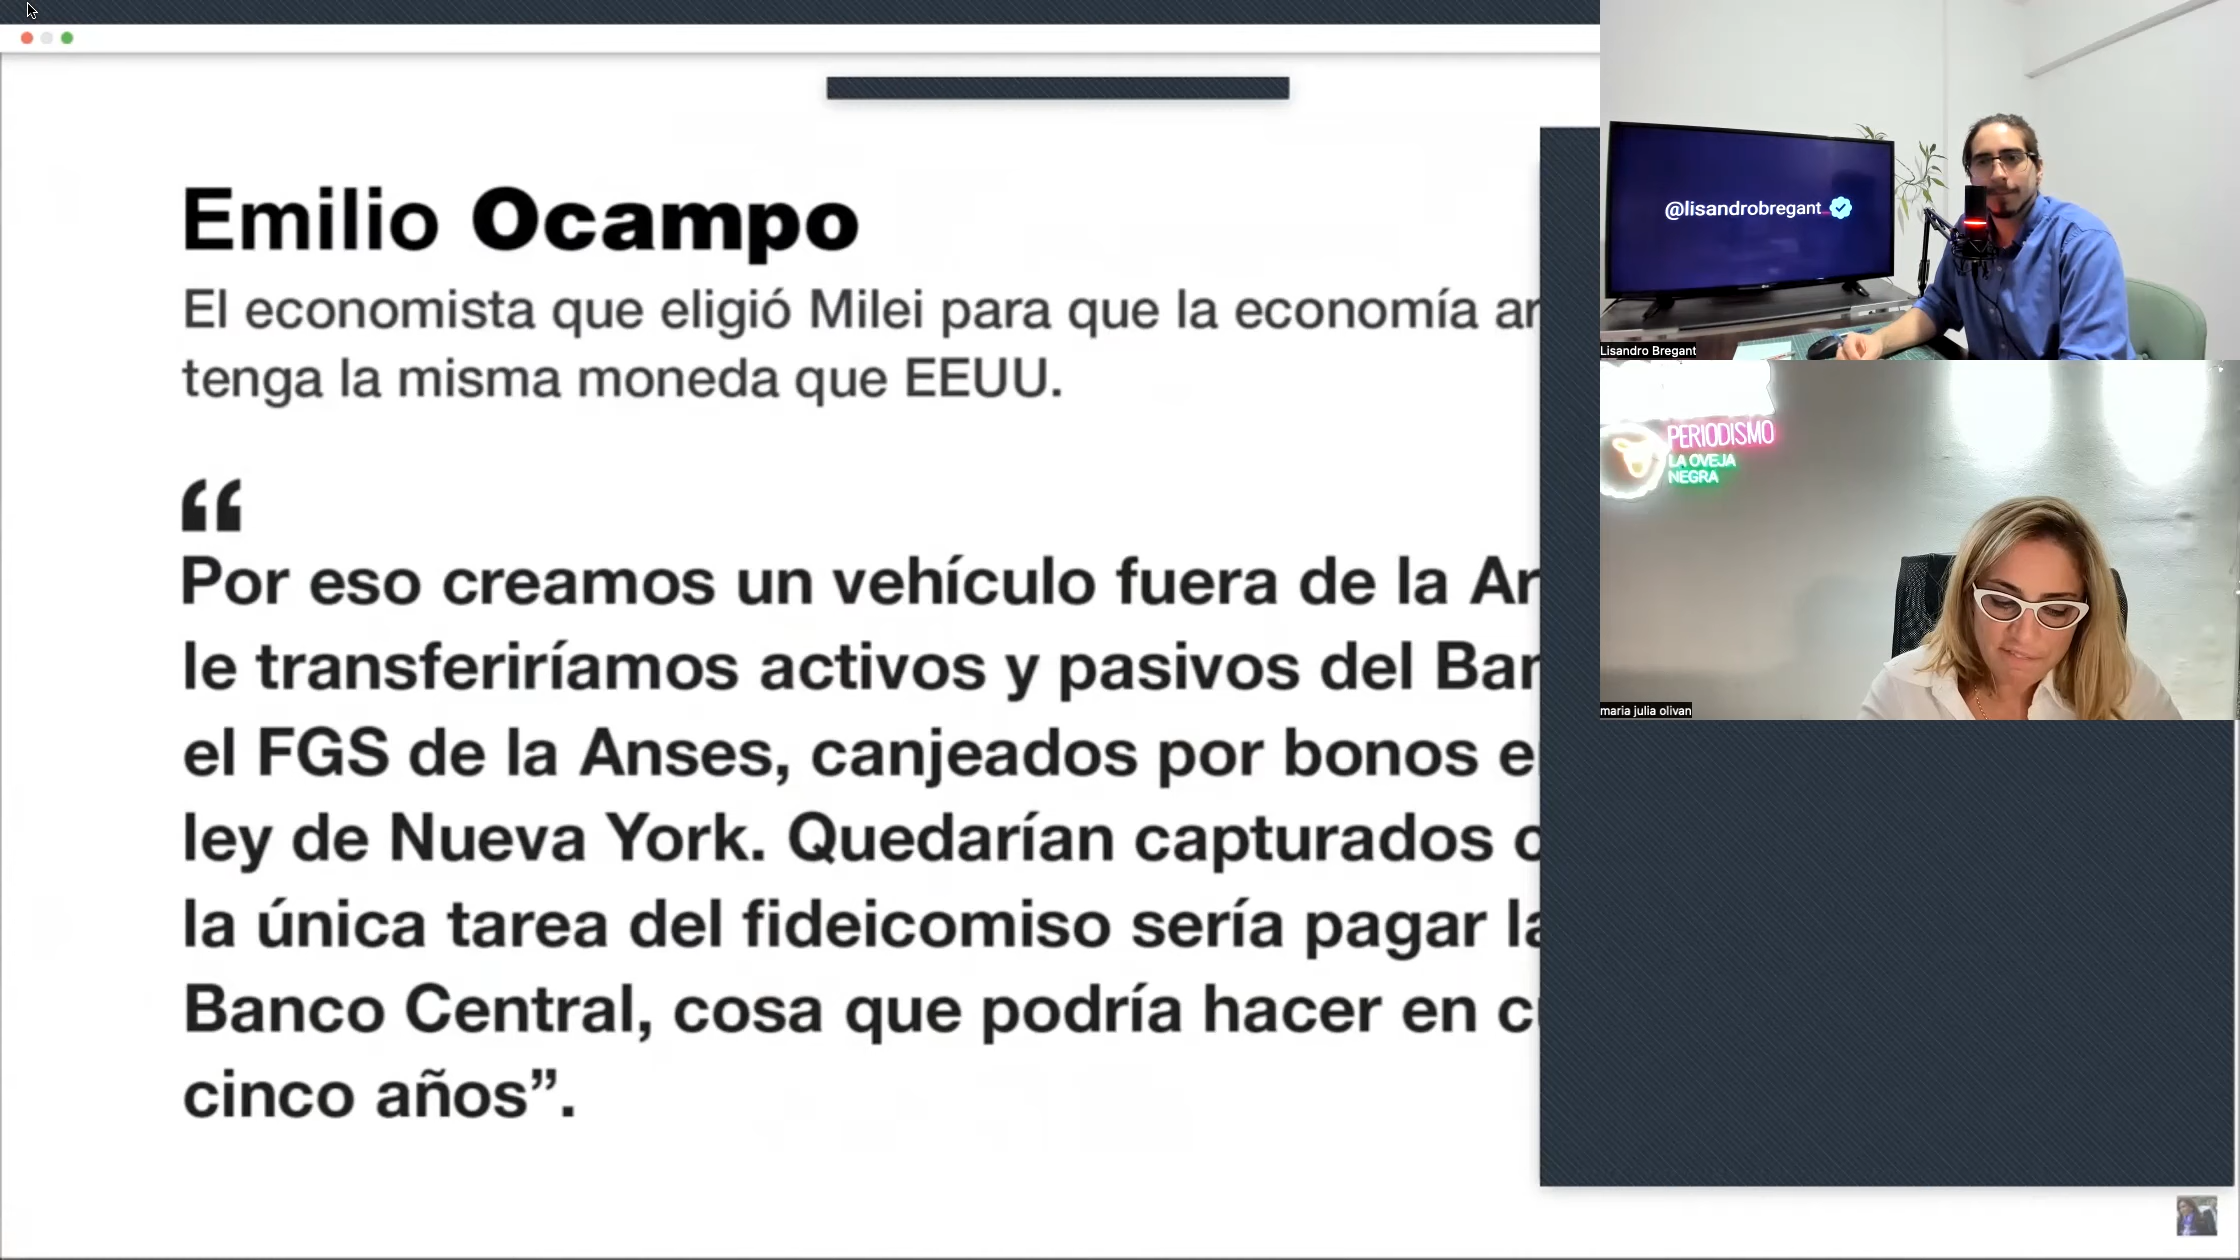 Emilio Ocampo
El economista que eligió Milei para que la economía ar
tenga la misma moneda que EEUU.
“
Por eso creamos un vehículo fuera de la Ar
le transferiríamos activos y pasivos del Ban
el FGS de la Anses, canjeados por bonos e
ley de Nueva York. Quedarían capturados
la única tarea del fideicomiso sería pagar la
Banco Central, cosa que podría hacer en cu
cinco años”.
@lisandrobregant_
Lisandro Bregant
PERIODISMO
LA OVEJA
NEGRA
maria julia olivan